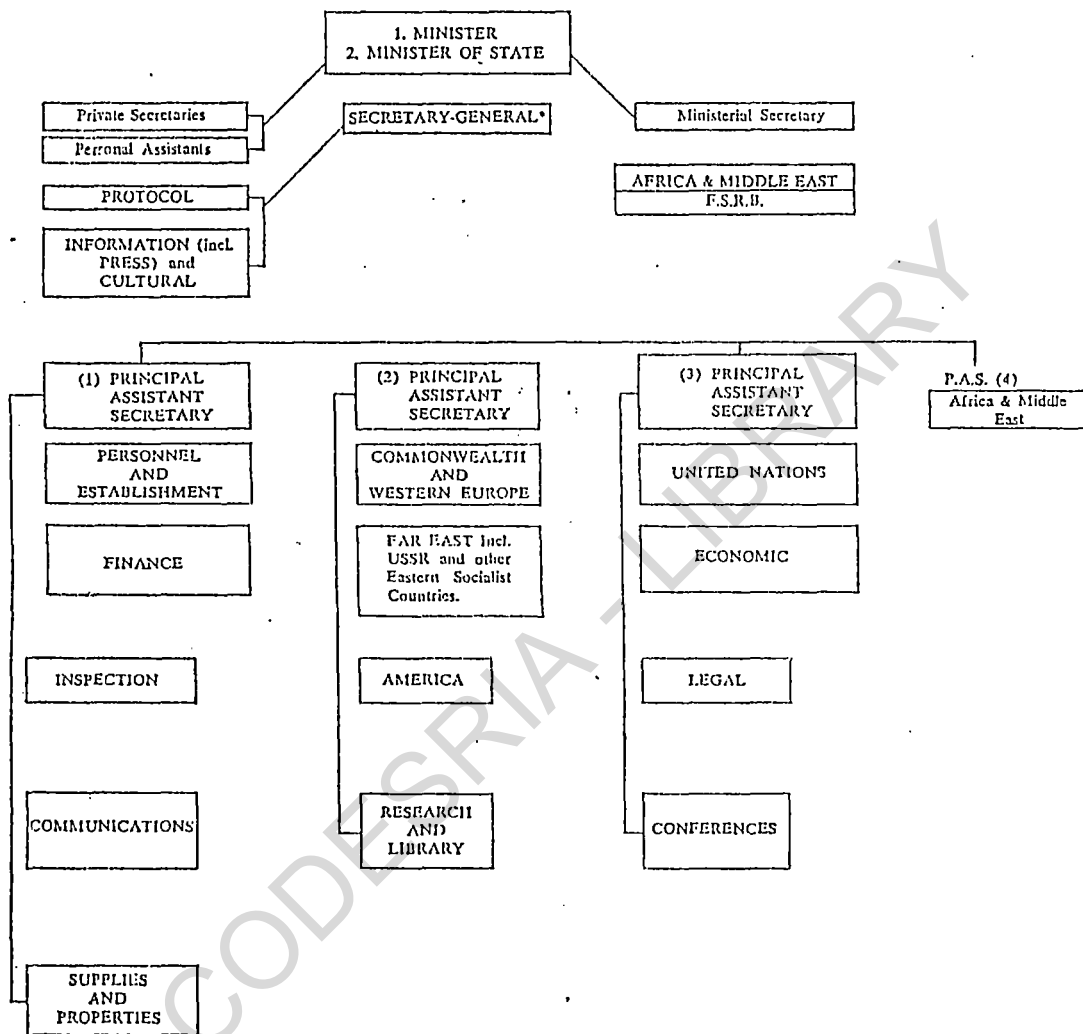 1. MINISTER
2. MINISTER OF STATE
Private Secretaries
Personal Assistants
SECRETARY-GENERAL*
Ministerial Secretary
PROTOCOL
INFORMATION (incl.
PRESS) and
CULTURAL
AFRICA & MIDDLE EAST
F.S.R.B.
(1) PRINCIPAL
ASSISTANT
SECRETARY
(2) PRINCIPAL
ASSISTANT
SECRETARY
(3) PRINCIPAL
ASSISTANT
SECRETARY
P.A.S. (4)
Africa & Middle
East
PERSONNEL
AND
ESTABLISHMENT
COMMONWEALTH
AND
WESTERN EUROPE
UNITED NATIONS
FINANCE
FAR EAST Incl.
USSR and other
Eastern Socialist
Countries.
ECONOMIC
INSPECTION
AMERICA
LEGAL
COMMUNICATIONS
RESEARCH
AND
LIBRARY
CONFERENCES
SUPPLIES
AND
PROPERTIES
CODESRIA - LIBRARY